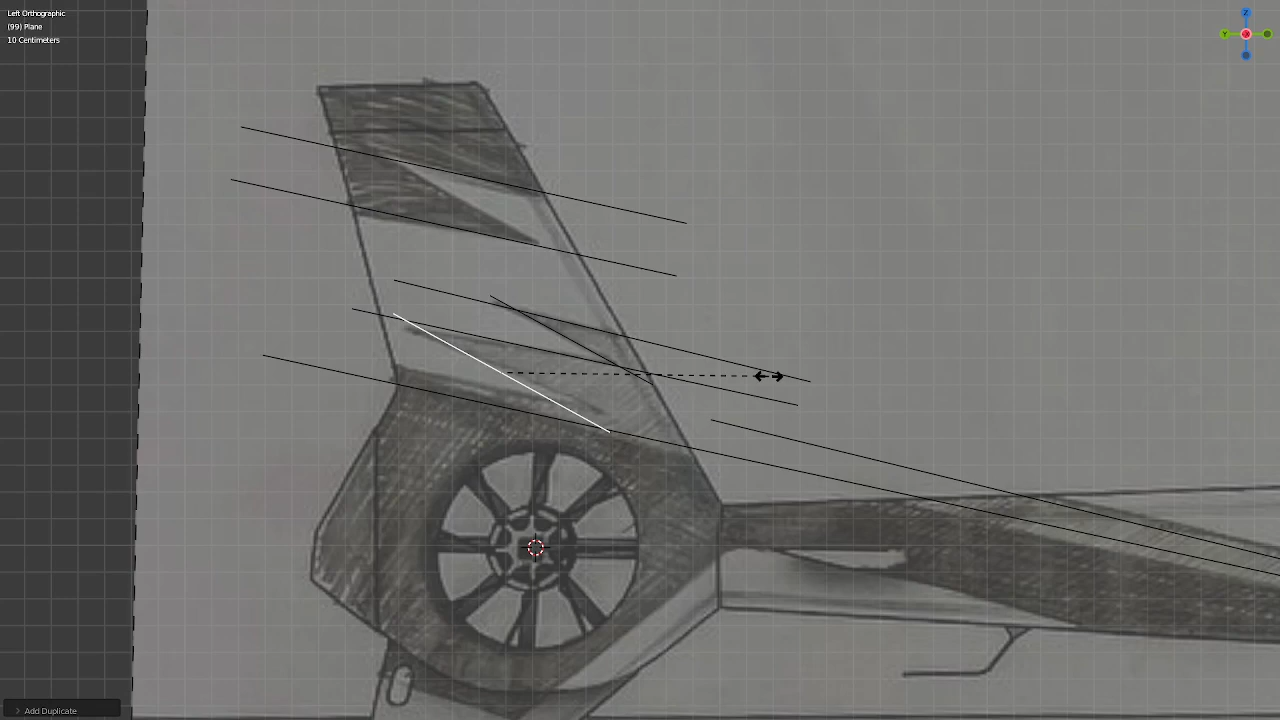 Left Orthographic
(99) Plane
10 Centimeters
Z
Y
X
Add Duplicate